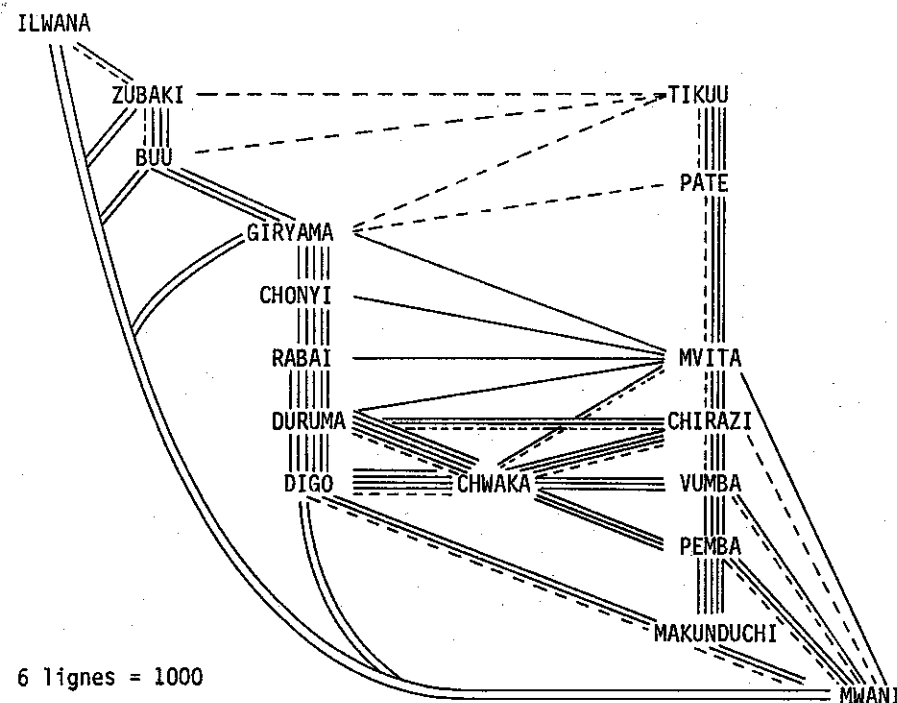 ILWANA
ZUBAKI TIKUU
BUU
PATE
GIRYAMA
CHONYI
RABAI MVITA
DURUMA CHIRAZI
DIGO CHWAKA VUMBA
PEMBA
MAKUNDUCHI
6 lignes = 1000
MWANI